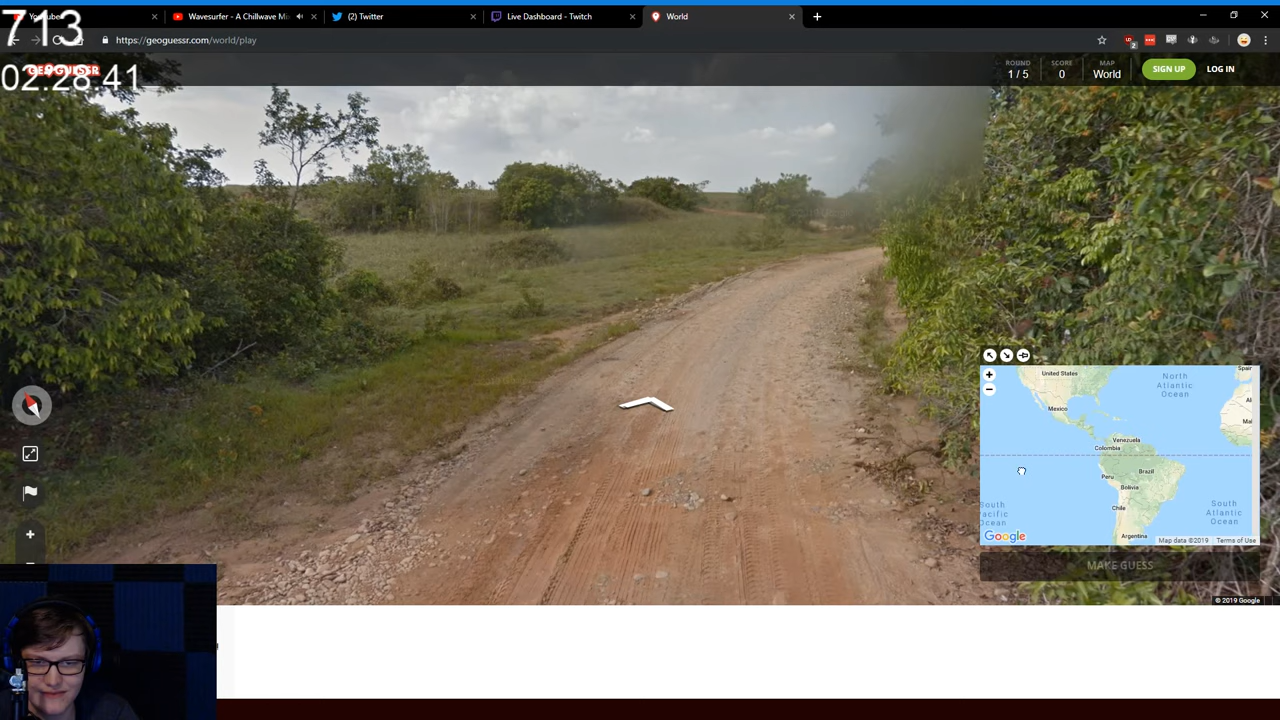 713
02:28.41
Wavesurfer - A Chillwave Mi
(2) Twitter
Live Dashboard - Twitch
World
https://geoguessr.com/world/play
ROUND
1 / 5
SCORE
0
MAP
World
SIGN UP
LOG IN
United States
North
Atlantic
Ocean
Spair
Mexico
Al
Mal
Venezuela
Colombia
Brazil
Peru
Bolivia
South
Pacific
Ocean
Chile
South
Atlantic
Ocean
Argentina
Google
Map data ©2019
Terms of Use
MAKE GUESS
© 2019 Google